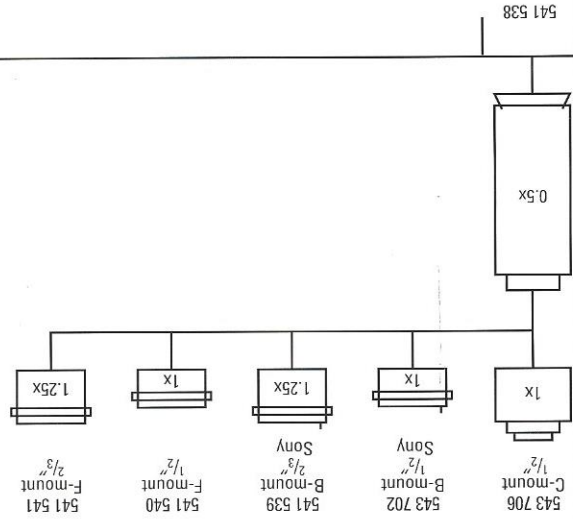 543 706
C-mount
1/2"
543 702
B-mount
1/2"
Sony
541 539
B-mount
2/3"
Sony
541 540
F-mount
1/2"
541 541
F-mount
2/3"
1x
1x
1.25x
1x
1.25x
0.5x
541 538